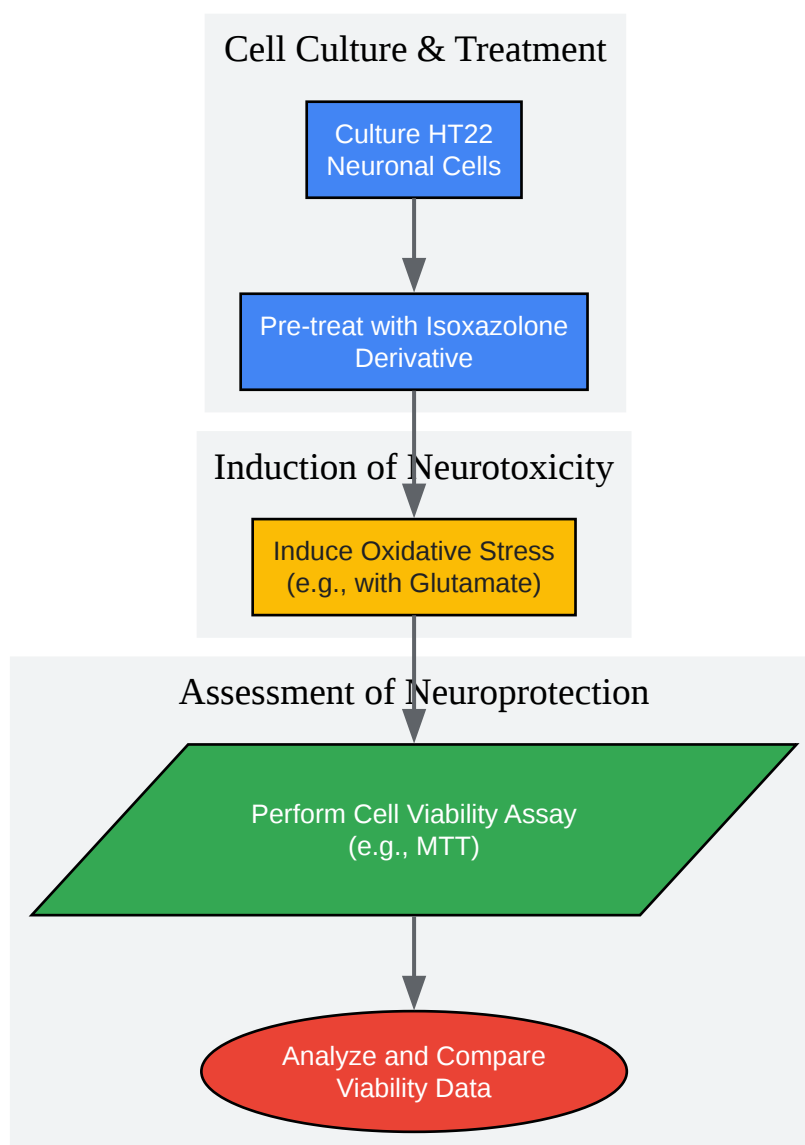 Cell Culture & Treatment
Culture HT22
Neuronal Cells
Pre-treat with Isoxazolone
Derivative
Induction of Neurotoxicity
Induce Oxidative Stress
(e.g., with Glutamate)
Assessment of Neuroprotection
Perform Cell Viability Assay
(e.g., MTT)
Analyze and Compare
Viability Data